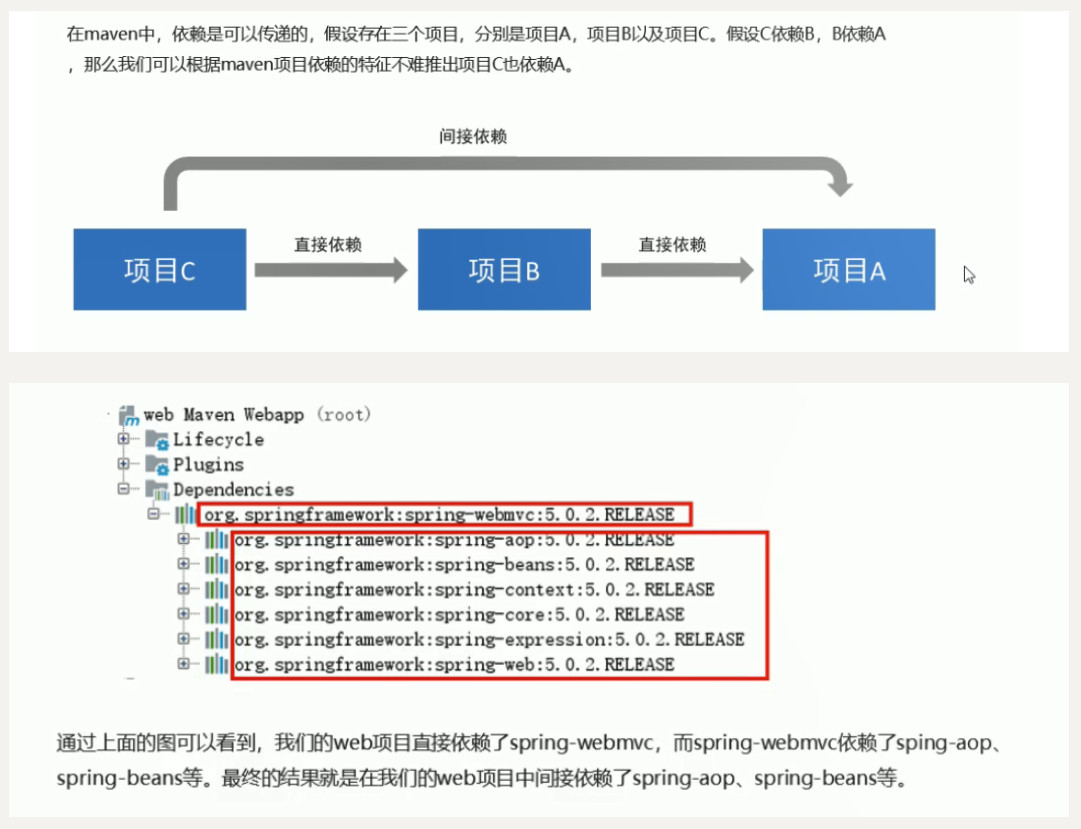 在maven中，依赖是可以传递的，假设存在三个项目，分别是项目A，项目B以及项目C。假设C依赖B，B依赖A
，那么我们可以根据maven项目依赖的特征不难推出项目C也依赖A。
间接依赖
项目C
直接依赖
项目B
直接依赖
项目A
web Maven Webapp (root)
Lifecycle
Plugins
Dependencies
org.springframework:spring-webmvc:5.0.2.RELEASE
org.springframework:spring-aop:5.0.2.RELEASE
org.springframework:spring-beans:5.0.2.RELEASE
org.springframework:spring-context:5.0.2.RELEASE
org.springframework:spring-core:5.0.2.RELEASE
org.springframework:spring-expression:5.0.2.RELEASE
org.springframework:spring-web:5.0.2.RELEASE
通过上面的图可以看到，我们的web项目直接依赖了spring-webmvc，而spring-webmvc依赖了sping-aop、
spring-beans等。最终的结果就是在我们的web项目中间接依赖了spring-aop、spring-beans等。